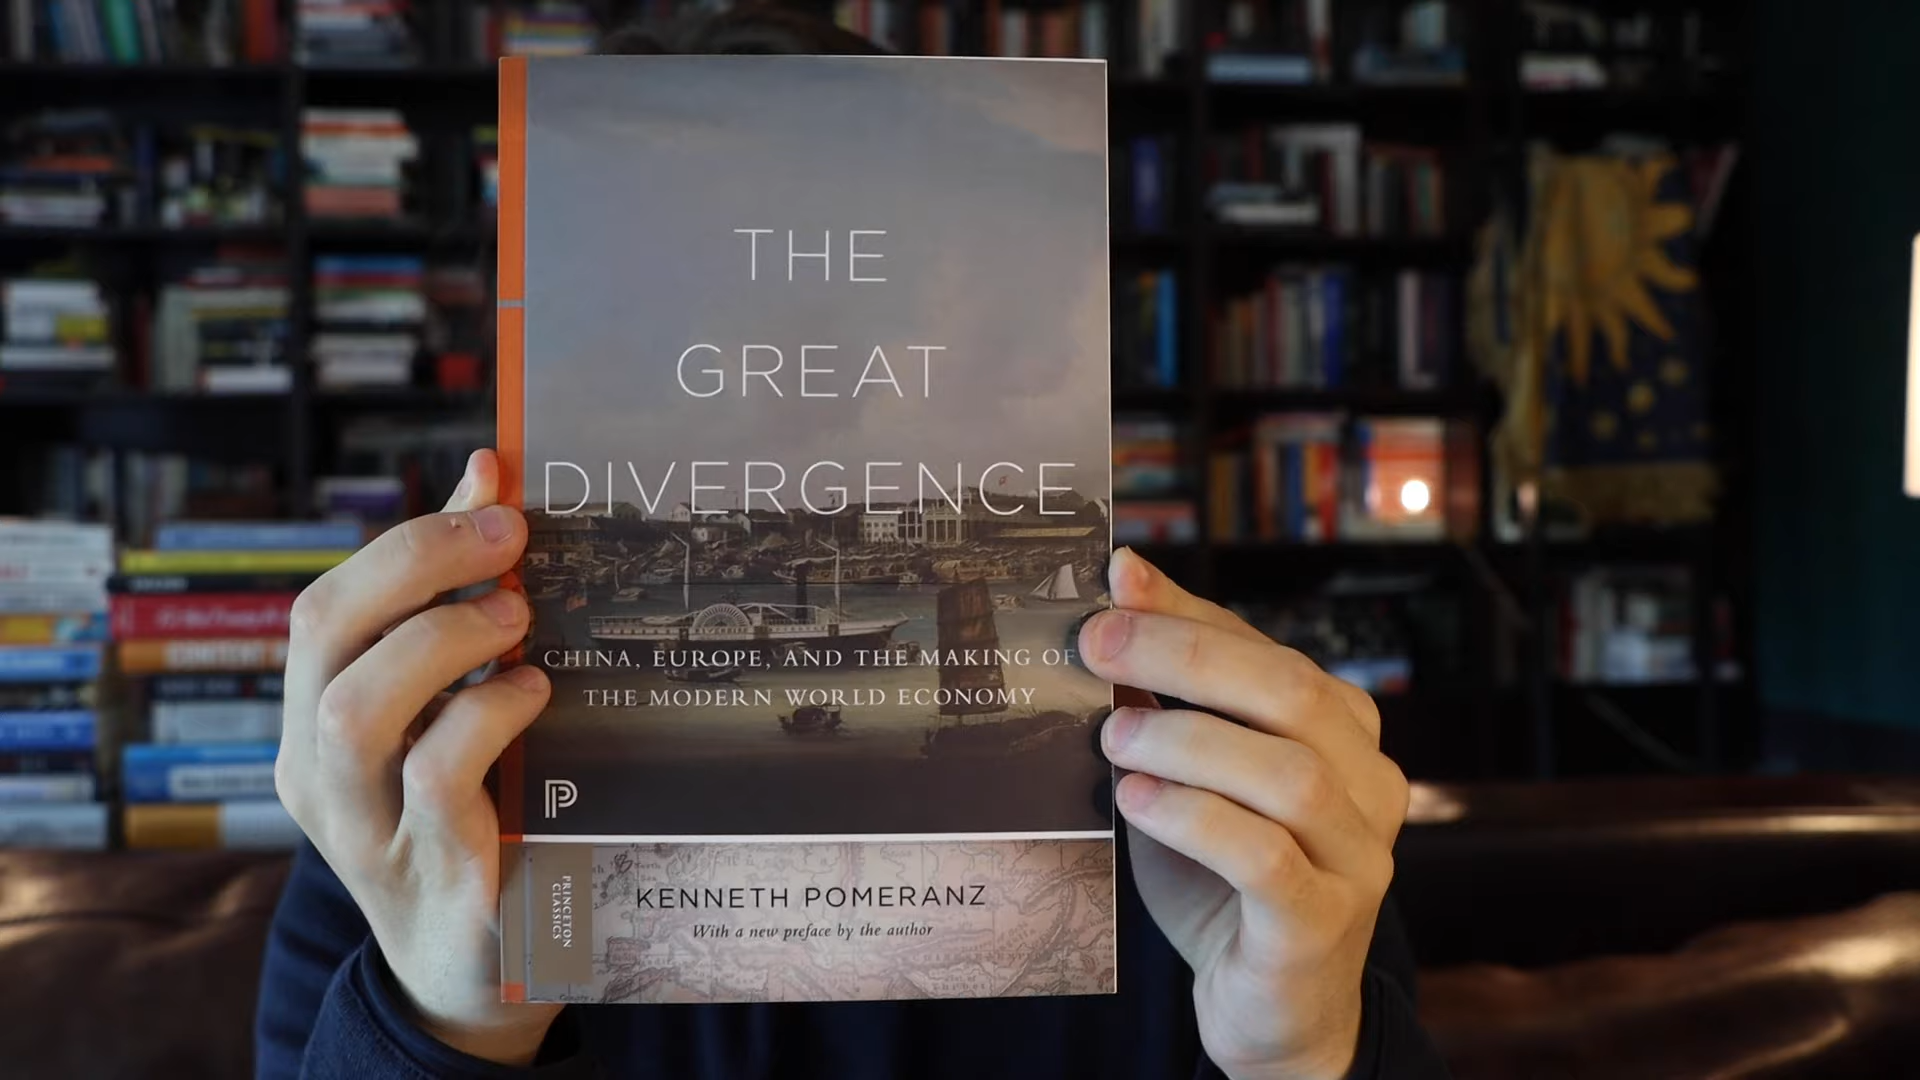 THE
GREAT
DIVERGENCE
CHINA, EUROPE, AND THE MAKING OF
THE MODERN WORLD ECONOMY
PRINCETON
CLASSICS
KENNETH POMERANZ
With a new preface by the author